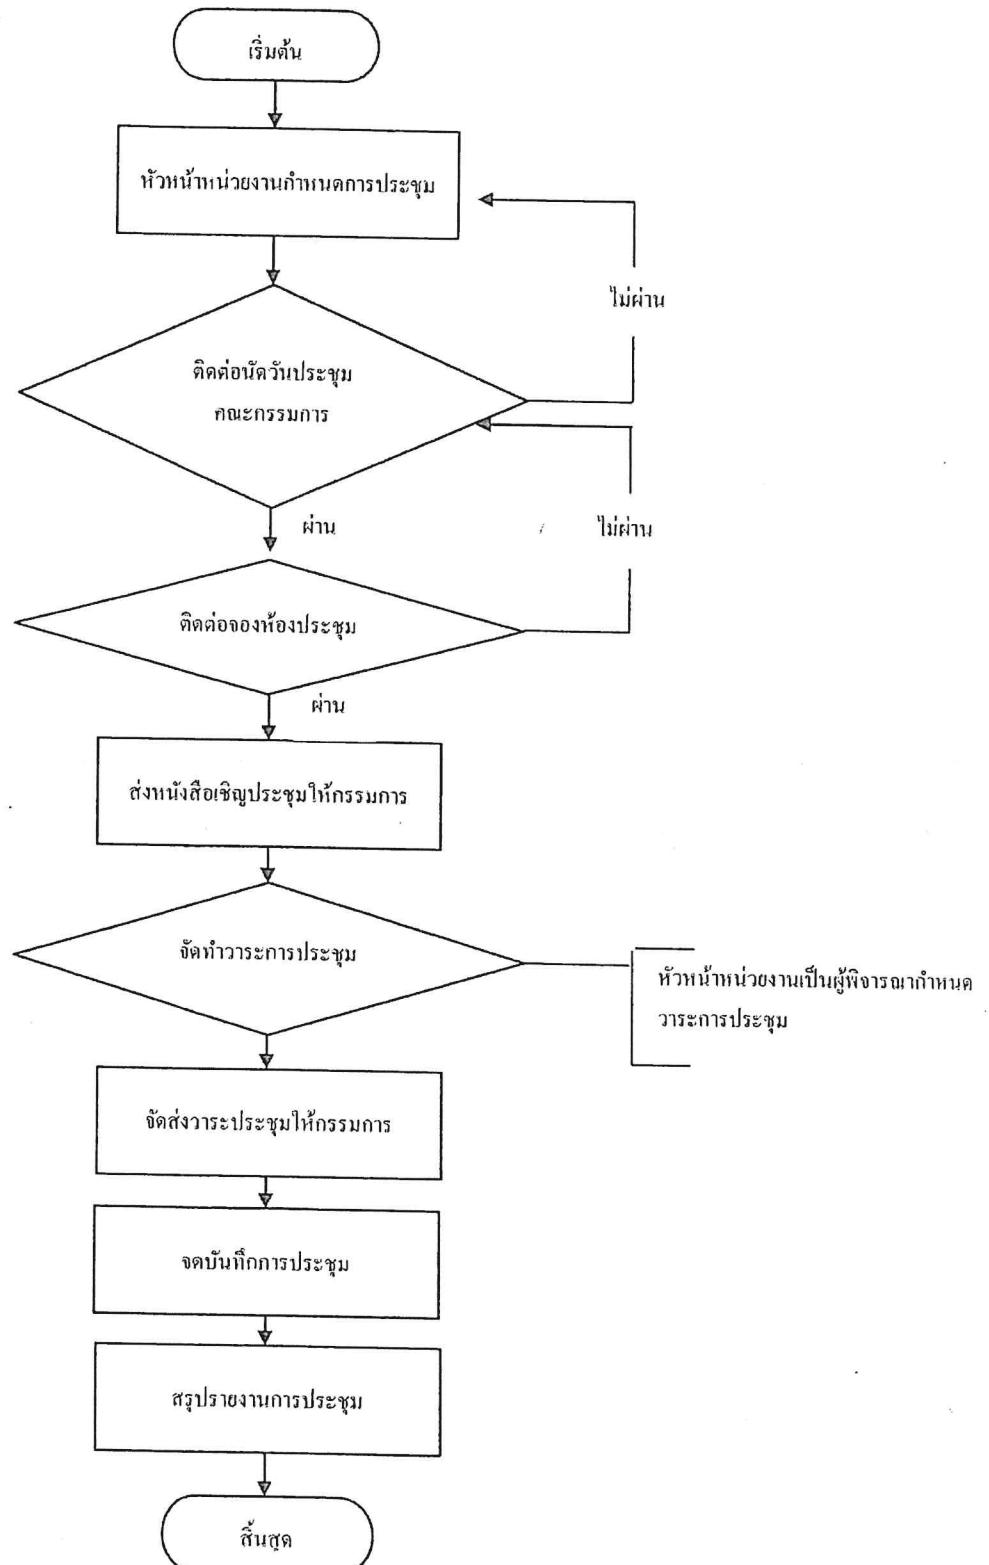 เริ่มต้น
หัวหน้าหน่วยงานกำหนดการประชุม
ไม่ผ่าน
ติดต่อนัดวันประชุม
คณะกรรมการ
ผ่าน
ไม่ผ่าน
ติดต่อจองห้องประชุม
ผ่าน
ส่งหนังสือเชิญประชุมให้กรรมการ
จัดทำวาระการประชุม
หัวหน้าหน่วยงานเป็นผู้พิจารณากำหนด
วาระการประชุม
จัดส่งวาระประชุมให้กรรมการ
จดบันทึกการประชุม
สรุปรายงานการประชุม
สิ้นสุด